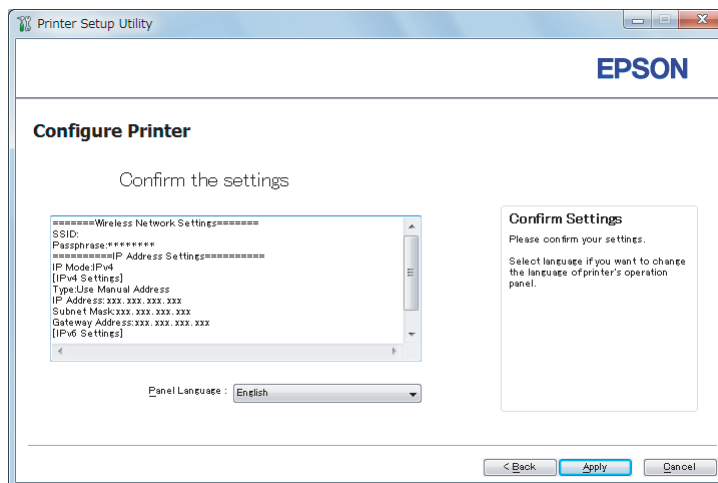 Printer Setup Utility
EPSON
Configure Printer
Confirm the settings
=======Wireless Network Settings=======
SSID:
Passphrase:********
==========IP Address Settings==========
IP Mode:IPv4
[IPv4 Settings]
Type:Use Manual Address
IP Address:xxx.xxx.xxx.xxx
Subnet Mask:xxx.xxx.xxx.xxx
Gateway Address:xxx.xxx.xxx.xxx
[IPv6 Settings]
Panel Language : English
Confirm Settings
Please confirm your settings.
Select language if you want to change
the language of printer's operation
panel.
< Back Apply Cancel